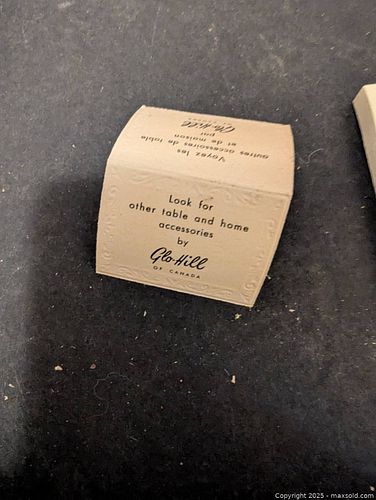 Voyez les
autres accessoires de table
et de maison
par
Glo-Hill
Look for
other table and home
accessories
by
Glo-Hill
OF CANADA
Copyright © 2025 - maxsold.com